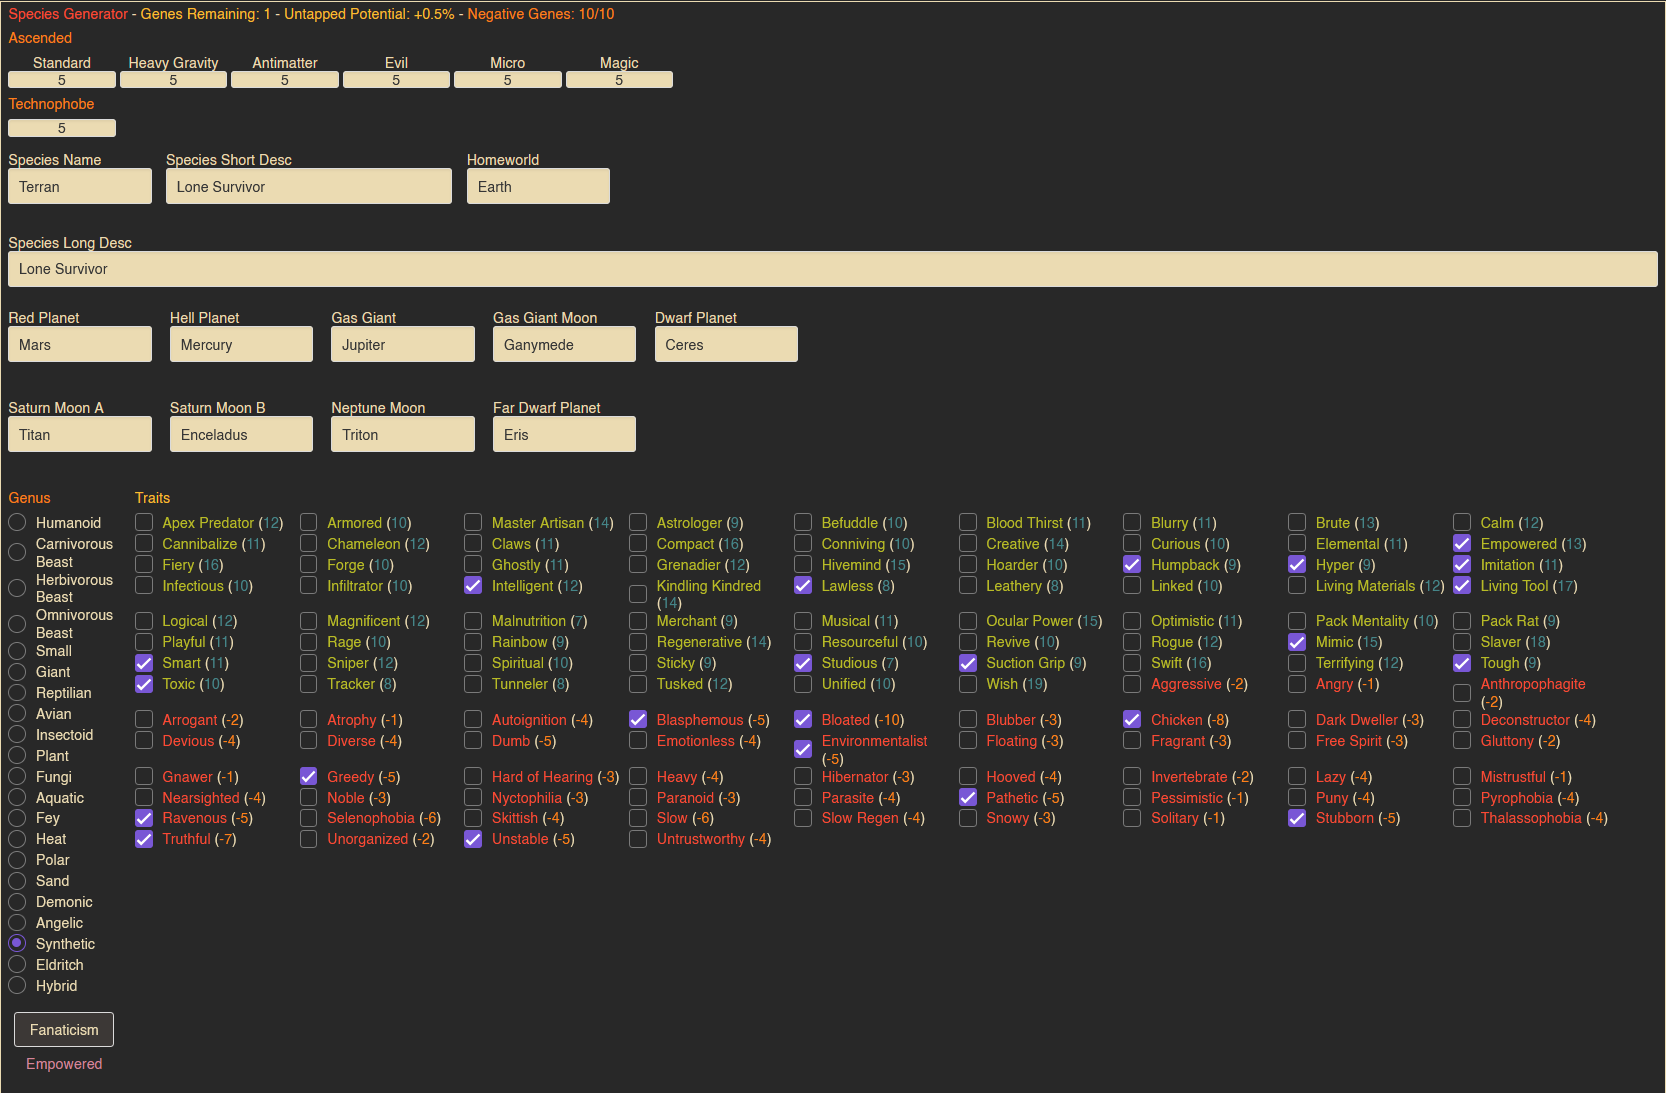 Species Generator - Genes Remaining: 1 - Untapped Potential: +0.5% - Negative Genes: 10/10
Ascended
Standard Heavy Gravity Antimatter Evil Micro Magic
5 5 5 5 5 5
Technophobe
5
Species Name Species Short Desc Homeworld
Terran Lone Survivor Earth
Species Long Desc
Lone Survivor
Red Planet Hell Planet Gas Giant Gas Giant Moon Dwarf Planet
Mars Mercury Jupiter Ganymede Ceres
Saturn Moon A Saturn Moon B Neptune Moon Far Dwarf Planet
Titan Enceladus Triton Eris
Genus
Humanoid
Carnivorous
Beast
Herbivorous
Beast
Omnivorous
Beast
Small
Giant
Reptilian
Avian
Insectoid
Plant
Fungi
Aquatic
Fey
Heat
Polar
Sand
Demonic
Angelic
Synthetic
Eldritch
Hybrid
Fanaticism
Empowered
Traits
Apex Predator (12) Armored (10) Master Artisan (14) Astrologer (9) Befuddle (10) Blood Thirst (11) Blurry (11) Brute (13) Calm (12)
Cannibalize (11) Chameleon (12) Claws (11) Compact (16) Conniving (10) Creative (14) Curious (10) Elemental (11) Empowered (13)
Fiery (16) Forge (10) Ghostly (11) Grenadier (12) Hivemind (15) Hoarder (10) Humpback (9) Hyper (9) Imitation (11)
Infectious (10) Infiltrator (10) Intelligent (12) Kindling Kindred Lawless (8) Leathery (8) Linked (10) Living Materials (12) Living Tool (17)
(14)
Logical (12) Magnificent (12) Malnutrition (7) Merchant (9) Musical (11) Ocular Power (15) Optimistic (11) Pack Mentality (10) Pack Rat (9)
Playful (11) Rage (10) Rainbow (9) Regenerative (14) Resourceful (10) Revive (10) Rogue (12) Mimic (15) Slaver (18)
Smart (11) Sniper (12) Spiritual (10) Sticky (9) Studious (7) Suction Grip (9) Swift (16) Terrifying (12) Tough (9)
Toxic (10) Tracker (8) Tunneler (8) Tusked (12) Unified (10) Wish (19) Aggressive (-2) Angry (-1) Anthropophagite
(-2)
Arrogant (-2) Atrophy (-1) Autoignition (-4) Blasphemous (-5) Bloated (-10) Blubber (-3) Chicken (-8) Dark Dweller (-3) Deconstructor (-4)
Devious (-4) Diverse (-4) Dumb (-5) Emotionless (-4) Environmentalist Floating (-3) Fragrant (-3) Free Spirit (-3) Gluttony (-2)
(-5)
Gnawer (-1) Greedy (-5) Hard of Hearing (-3) Heavy (-4) Hibernator (-3) Hooved (-4) Invertebrate (-2) Lazy (-4) Mistrustful (-1)
Nearsighted (-4) Noble (-3) Nyctophilia (-3) Paranoid (-3) Parasite (-4) Pathetic (-5) Pessimistic (-1) Puny (-4) Pyrophobia (-4)
Ravenous (-5) Selenophobia (-6) Skittish (-4) Slow (-6) Slow Regen (-4) Snowy (-3) Solitary (-1) Stubborn (-5) Thalassophobia (-4)
Truthful (-7) Unorganized (-2) Unstable (-5) Untrustworthy (-4)